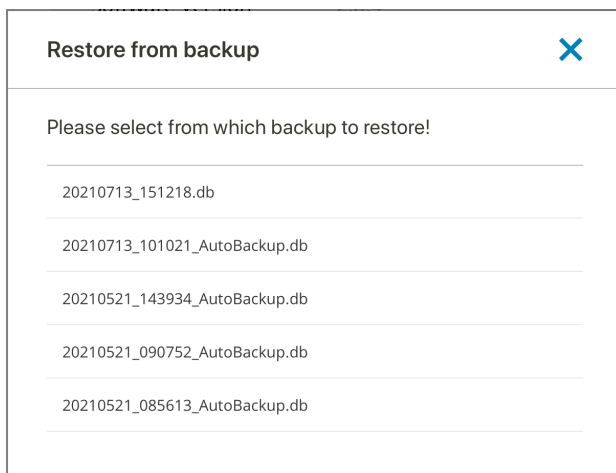 Restore from backup
Please select from which backup to restore!
20210713_151218.db
20210713_101021_AutoBackup.db
20210521_143934_AutoBackup.db
20210521_090752_AutoBackup.db
20210521_085613_AutoBackup.db